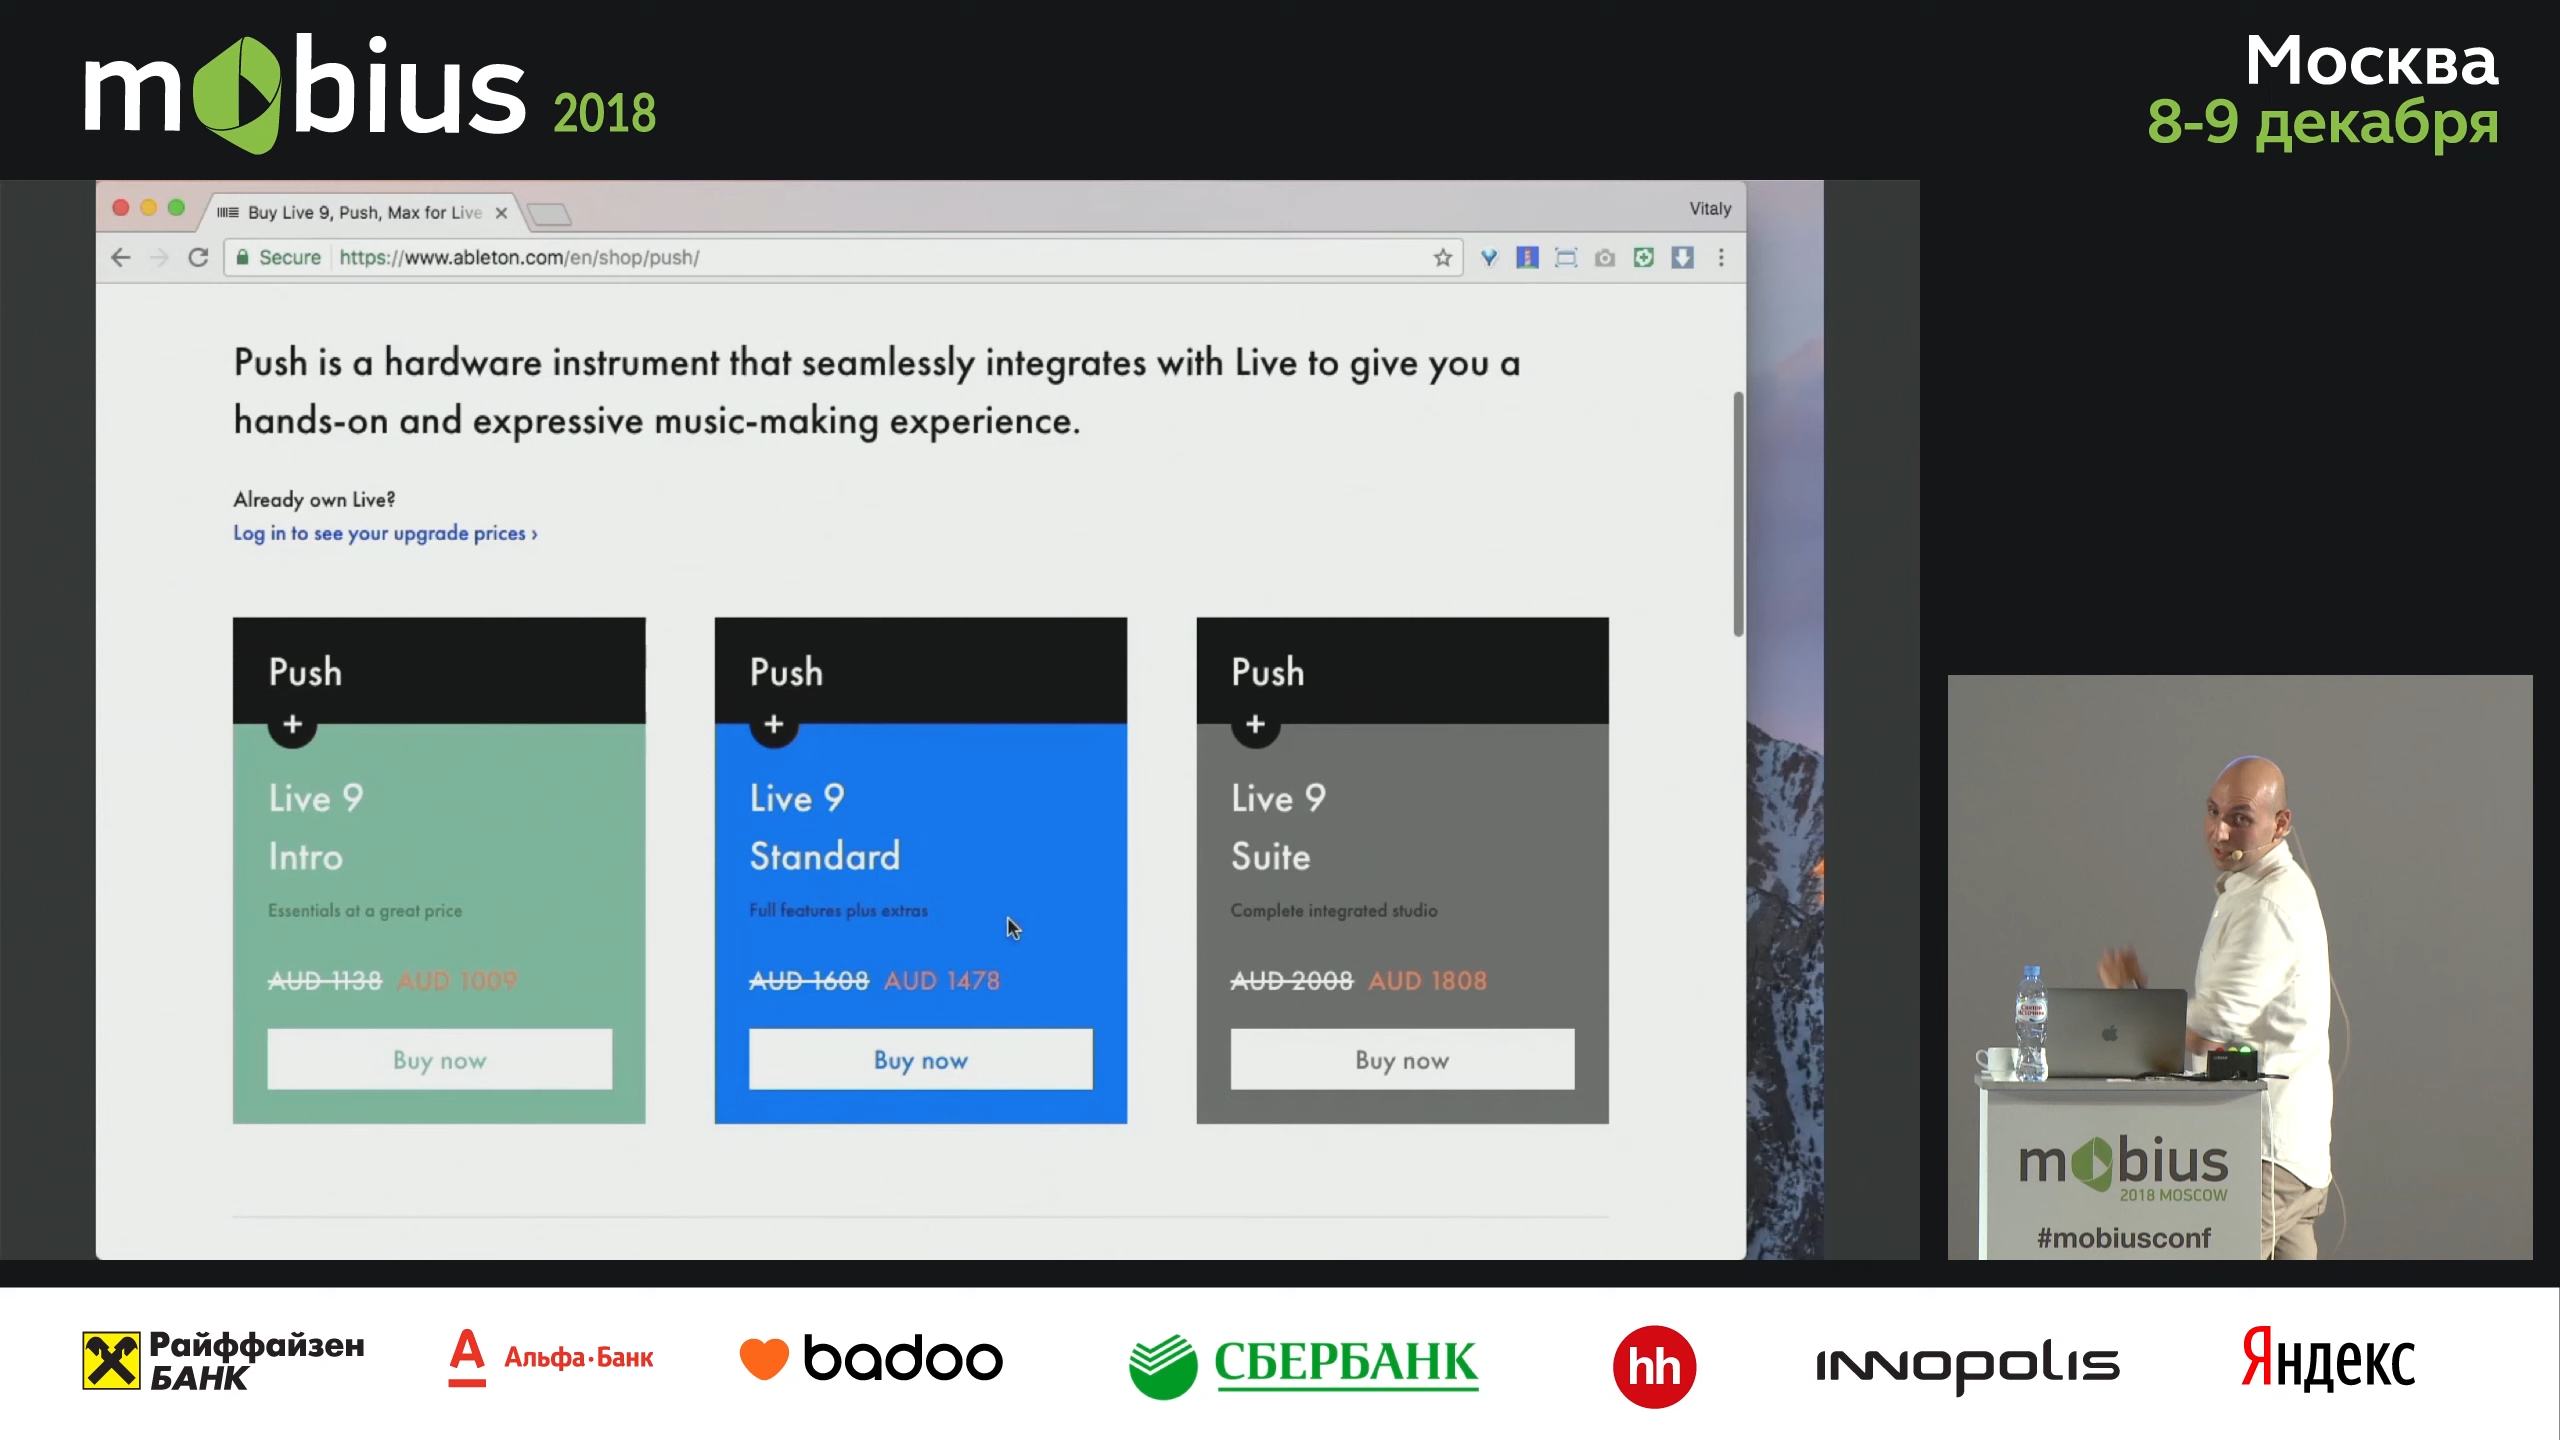 mobius 2018
Москва
8-9 декабря
Buy Live 9, Push, Max for Live
Vitaly
Secure
https://www.ableton.com/en/shop/push/
Push is a hardware instrument that seamlessly integrates with Live to give you a
hands-on and expressive music-making experience.
Already own Live?
Log in to see your upgrade prices ›
Push
+
Live 9
Intro
Essentials at a great price
AUD 1138 AUD 1009
Buy now
Push
+
Live 9
Standard
Full features plus extras
AUD 1608 AUD 1478
Buy now
Push
+
Live 9
Suite
Complete integrated studio
AUD 2008 AUD 1808
Buy now
mobius
2018 MOSCOW
#mobiusconf
Райффайзен
БАНК
А
Альфа·Банк
badoo
СБЕРБАНК
hh
INNOPOLIS
Яндекс